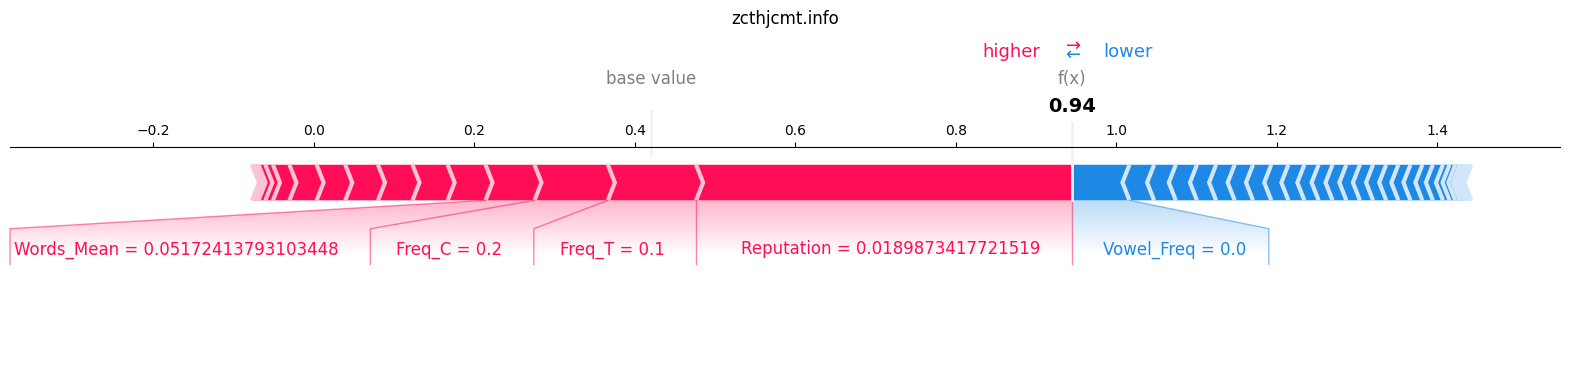 zcthjcmt.info
higher ⇄ lower
base value f(x)
0.94
−0.2 0.0 0.2 0.4 0.6 0.8 1.0 1.2 1.4
Words_Mean = 0.05172413793103448 Freq_C = 0.2 Freq_T = 0.1 Reputation = 0.0189873417721519 Vowel_Freq = 0.0